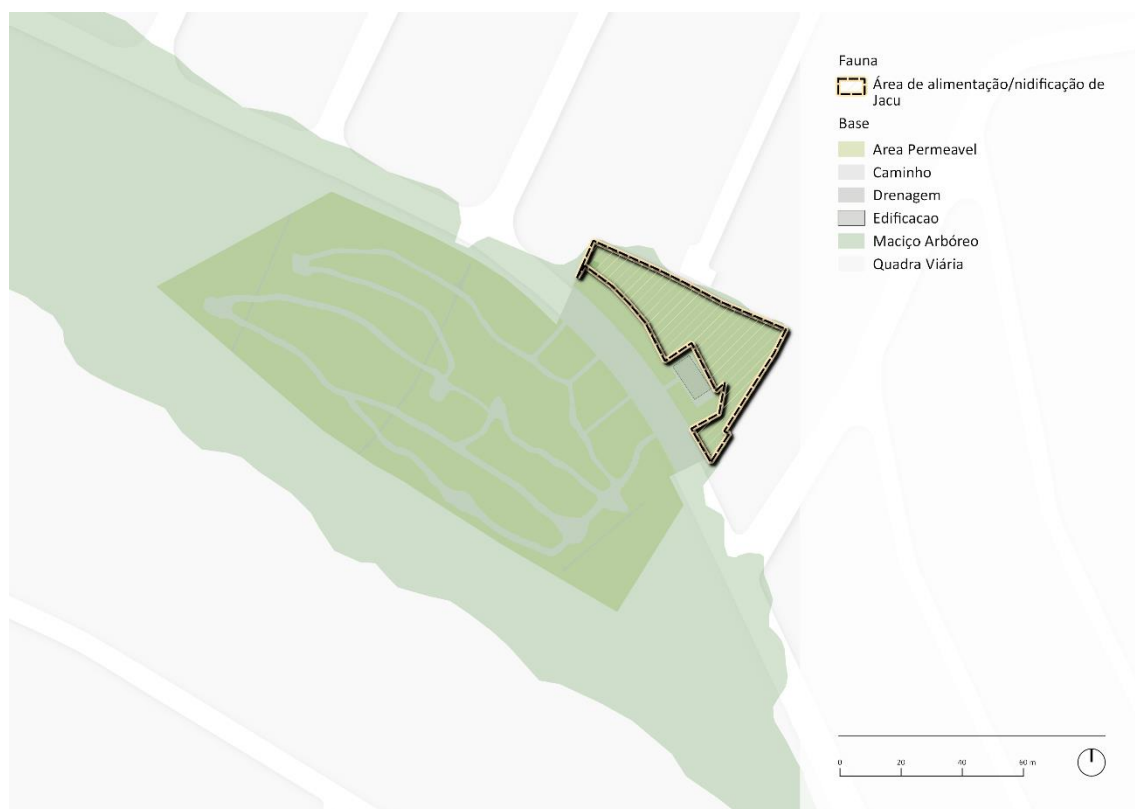 Fauna
Área de alimentação/nidificação de
Jacu
Base
Area Permeavel
Caminho
Drenagem
Edificacao
Maciço Arbóreo
Quadra Viária
0 20 40 60 m